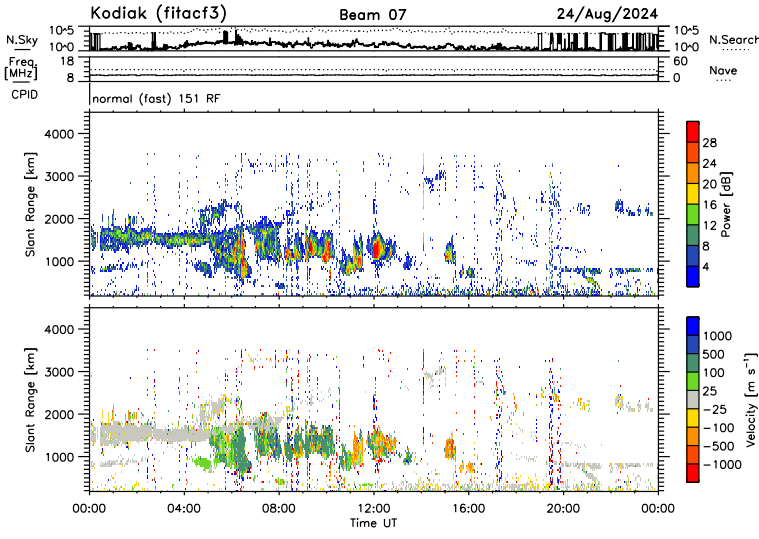 Kodiak (fitacf3) Beam 07 24/Aug/2024
N.Sky 10^5 10^0 10^5 10^0 N.Search
Freq. [MHz] 18 8 60 0 Nave
CPID normal (fast) 151 RF
Slant Range [km] 4000 3000 2000 1000
28 24 20 16 12 8 4 Power [dB]
Slant Range [km] 4000 3000 2000 1000
1000 500 100 25 −25 −100 −500 −1000 Velocity [m s⁻¹]
00:00 04:00 08:00 12:00 16:00 20:00 00:00
Time UT